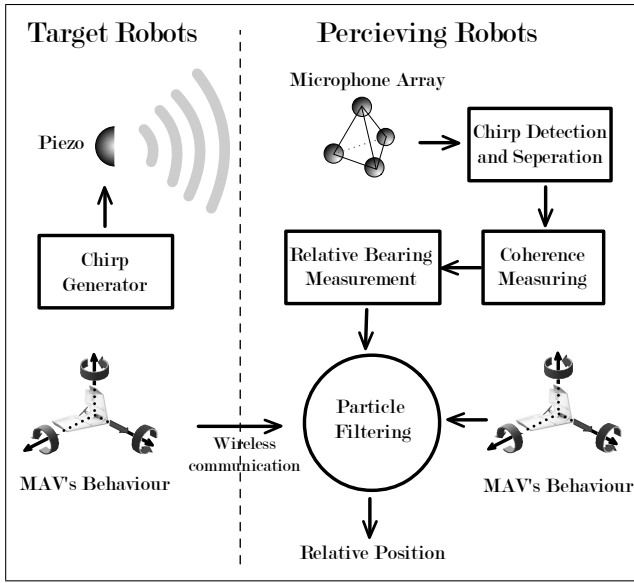 Target Robots
Percieving Robots
Microphone Array
Piezo
Chirp Detection
and Seperation
Chirp
Generator
Relative Bearing
Measurement
Coherence
Measuring
Particle
Filtering
Wireless
communication
MAV's Behaviour
MAV's Behaviour
Relative Position